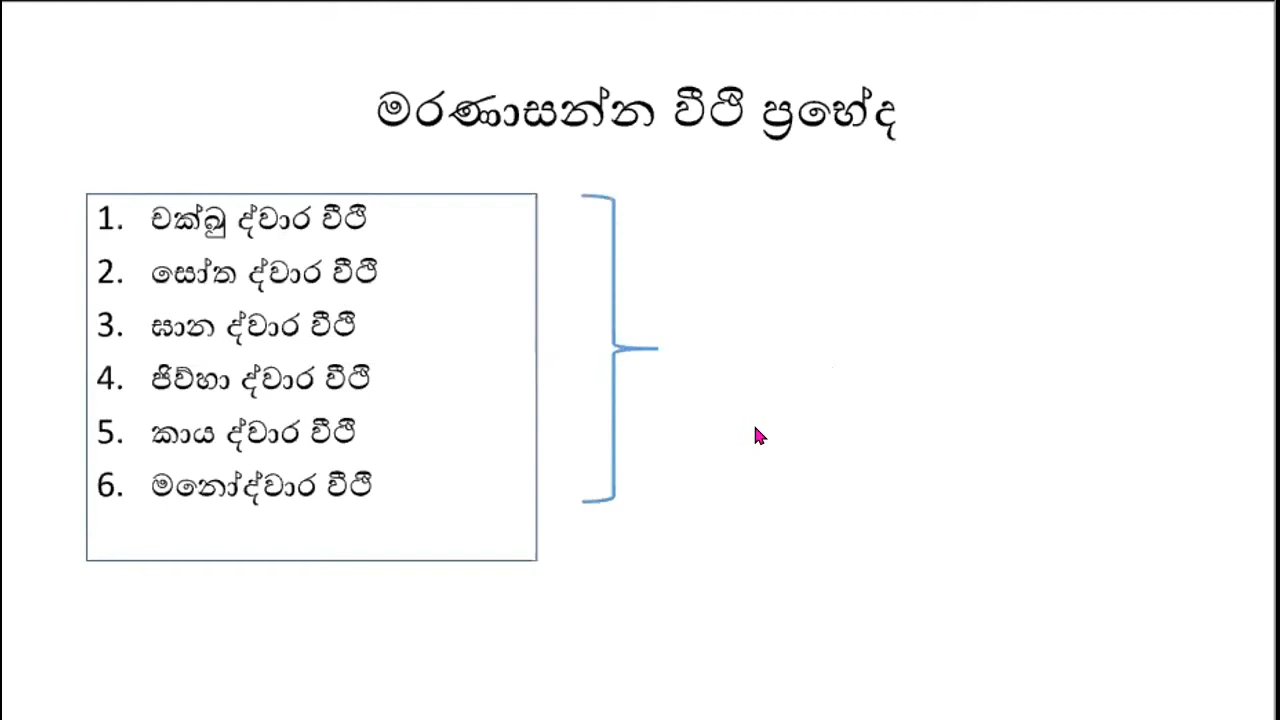 මරණාසන්න වීථි ප්‍රභේද
1. චක්ඛු ද්වාර වීථි
2. සෝත ද්වාර වීථි
3. ඝාන ද්වාර වීථි
4. ජිව්හා ද්වාර වීථි
5. කාය ද්වාර වීථි
6. මනෝද්වාර වීථි